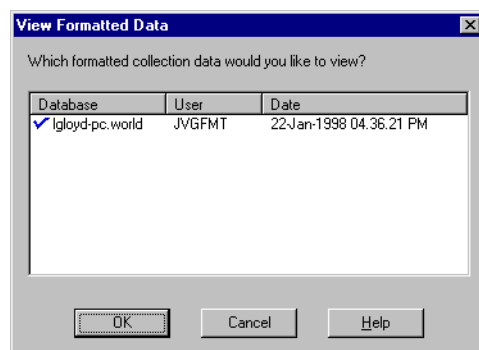 View Formatted Data
Which formatted collection data would you like to view?
Database User Date
lgloyd-pc.world JVGFMT 22-Jan-1998 04.36.21 PM
OK Cancel Help